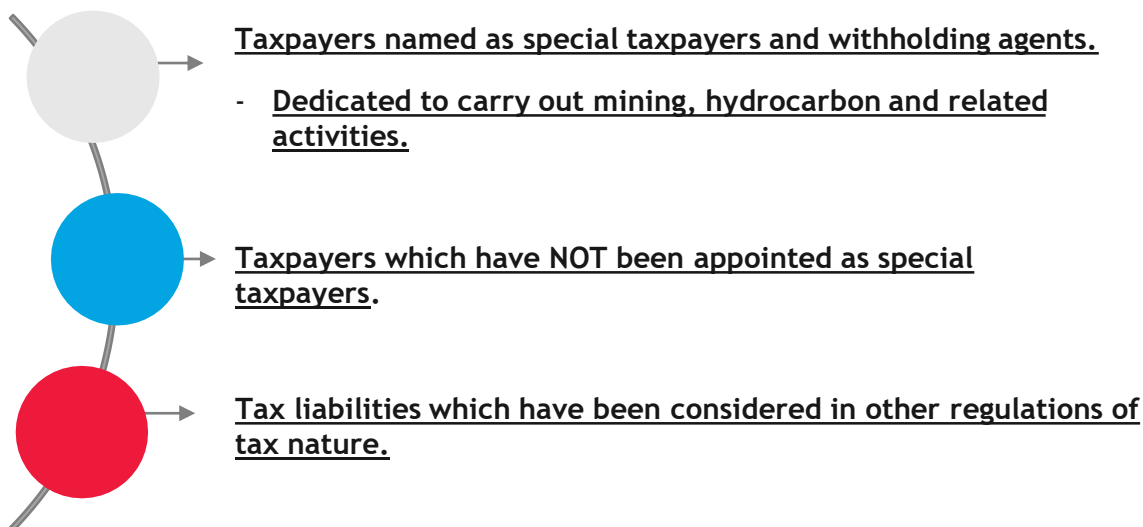 Taxpayers named as special taxpayers and withholding agents.
- Dedicated to carry out mining, hydrocarbon and related
activities.
Taxpayers which have NOT been appointed as special
taxpayers.
Tax liabilities which have been considered in other regulations of
tax nature.